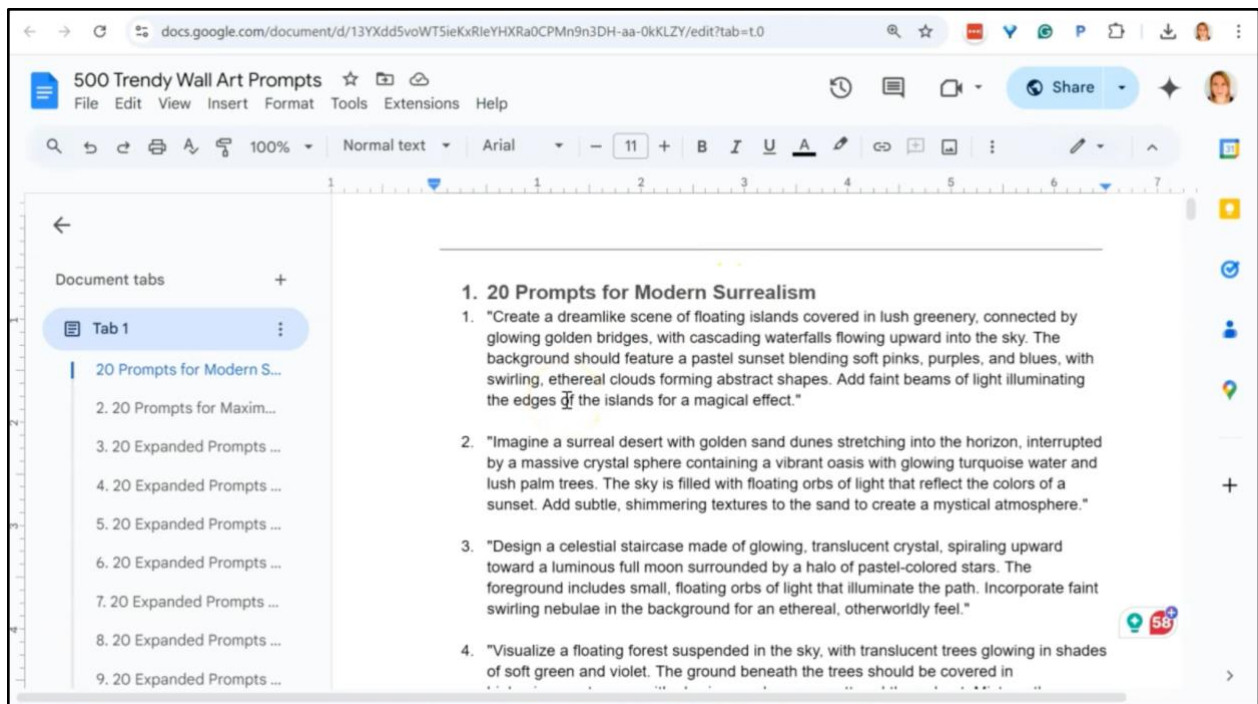 docs.google.com/document/d/13YXdd5voWT5ieKxRIeYHXRa0CPMn9n3DH-aa-0kKLZY/edit?tab=t.0
500 Trendy Wall Art Prompts
File Edit View Insert Format Tools Extensions Help
Share
100% Normal text Arial 11 B I U A
1 1 2 3 4 5 6 7
Document tabs
Tab 1
20 Prompts for Modern S...
2. 20 Prompts for Maxim...
3. 20 Expanded Prompts ...
4. 20 Expanded Prompts ...
5. 20 Expanded Prompts ...
6. 20 Expanded Prompts ...
7. 20 Expanded Prompts ...
8. 20 Expanded Prompts ...
9. 20 Expanded Prompts ...
1. 20 Prompts for Modern Surrealism
1. "Create a dreamlike scene of floating islands covered in lush greenery, connected by
glowing golden bridges, with cascading waterfalls flowing upward into the sky. The
background should feature a pastel sunset blending soft pinks, purples, and blues, with
swirling, ethereal clouds forming abstract shapes. Add faint beams of light illuminating
the edges of the islands for a magical effect."
2. "Imagine a surreal desert with golden sand dunes stretching into the horizon, interrupted
by a massive crystal sphere containing a vibrant oasis with glowing turquoise water and
lush palm trees. The sky is filled with floating orbs of light that reflect the colors of a
sunset. Add subtle, shimmering textures to the sand to create a mystical atmosphere."
3. "Design a celestial staircase made of glowing, translucent crystal, spiraling upward
toward a luminous full moon surrounded by a halo of pastel-colored stars. The
foreground includes small, floating orbs of light that illuminate the path. Incorporate faint
swirling nebulae in the background for an ethereal, otherworldly feel."
4. "Visualize a floating forest suspended in the sky, with translucent trees glowing in shades
of soft green and violet. The ground beneath the trees should be covered in
58
31